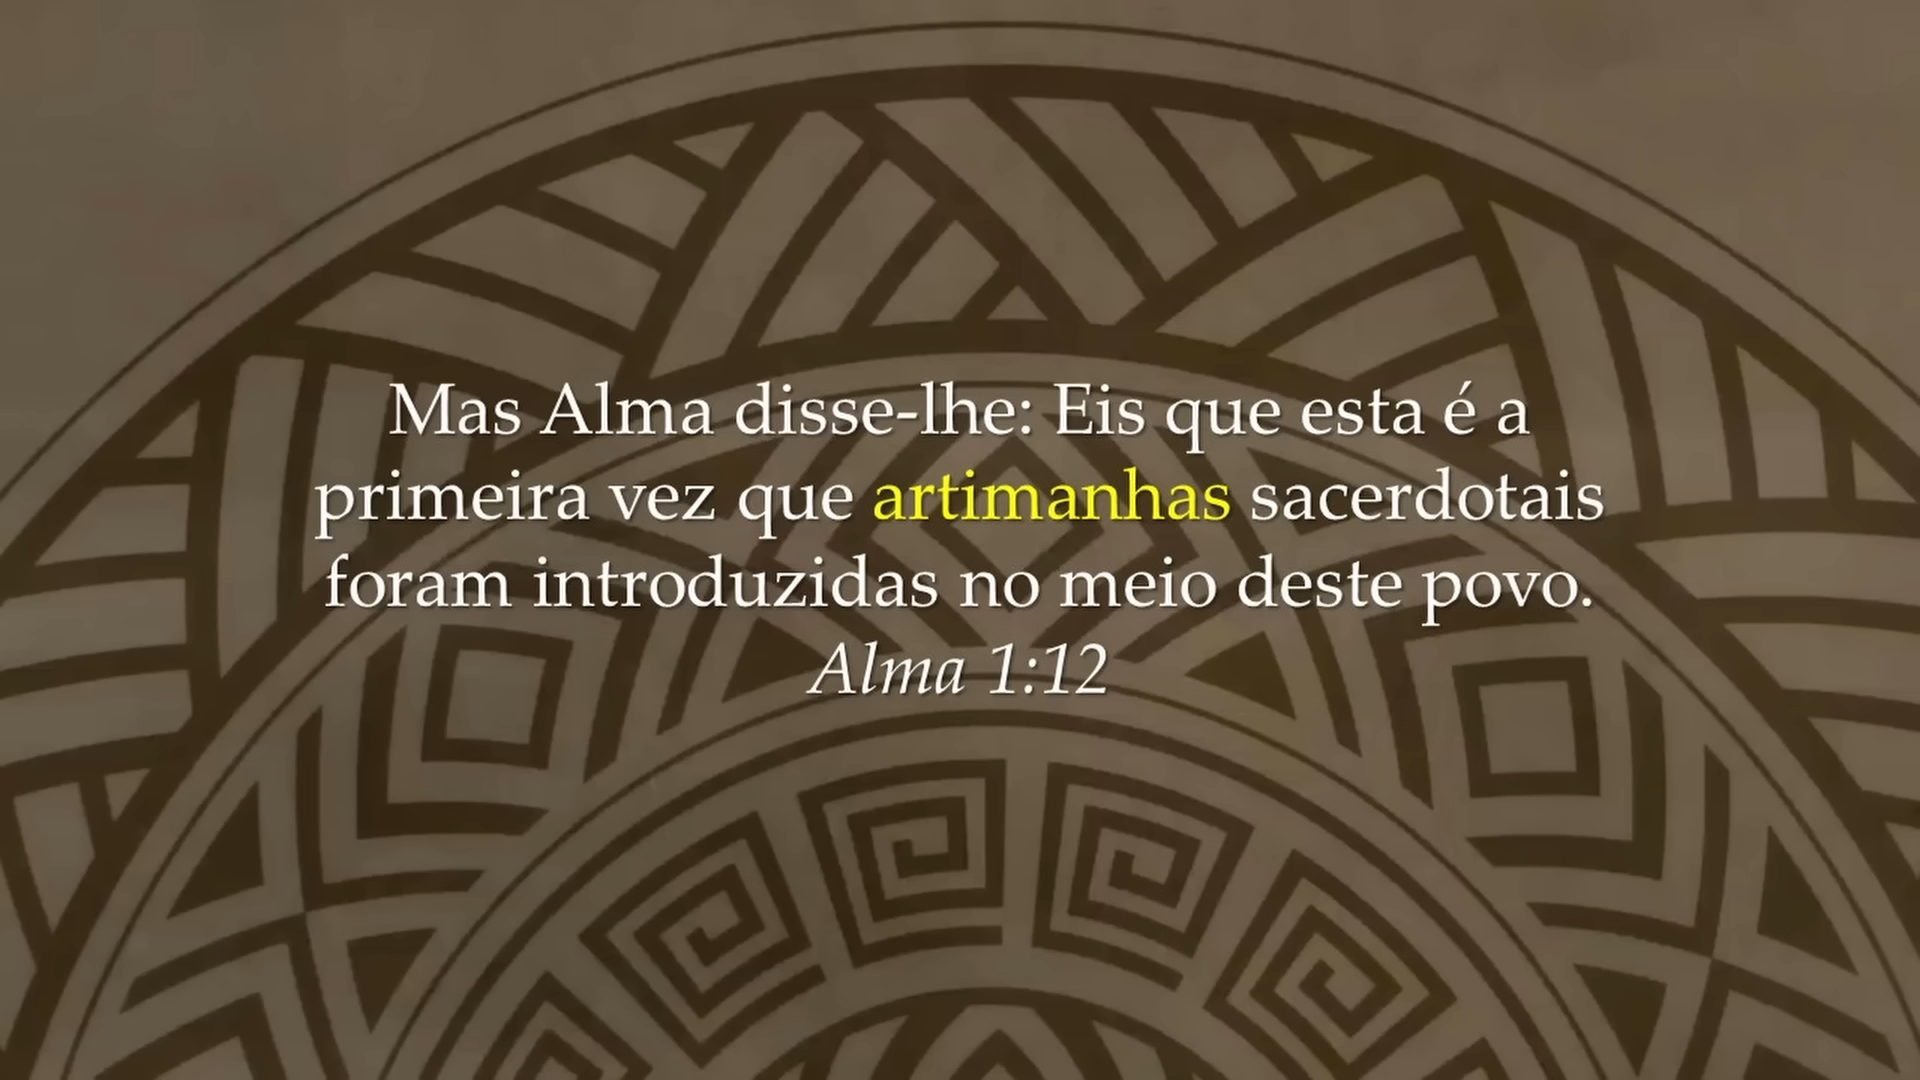 Mas Alma disse-lhe: Eis que esta é a
primeira vez que artimanhas sacerdotais
foram introduzidas no meio deste povo.
Alma 1:12